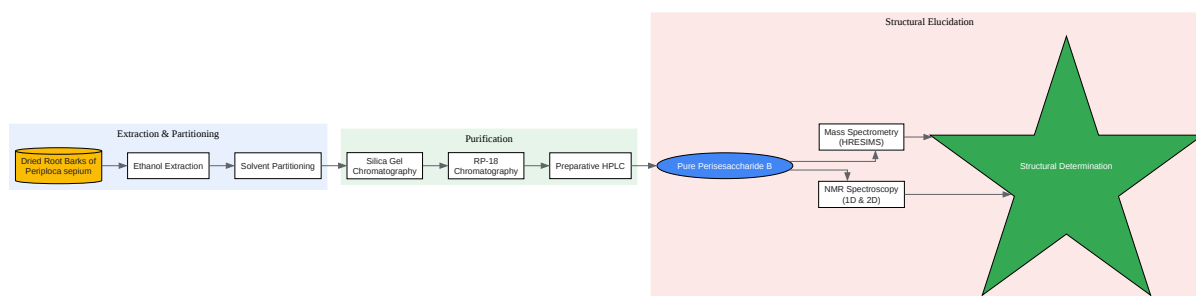 Structural Elucidation
Extraction & Partitioning
Purification
Dried Root Barks of
Periploca sepium
Ethanol Extraction
Solvent Partitioning
Silica Gel
Chromatography
RP-18
Chromatography
Preparative HPLC
Pure Perisesaccharide B
Mass Spectrometry
(HRESIMS)
NMR Spectroscopy
(1D & 2D)
Structural Determination